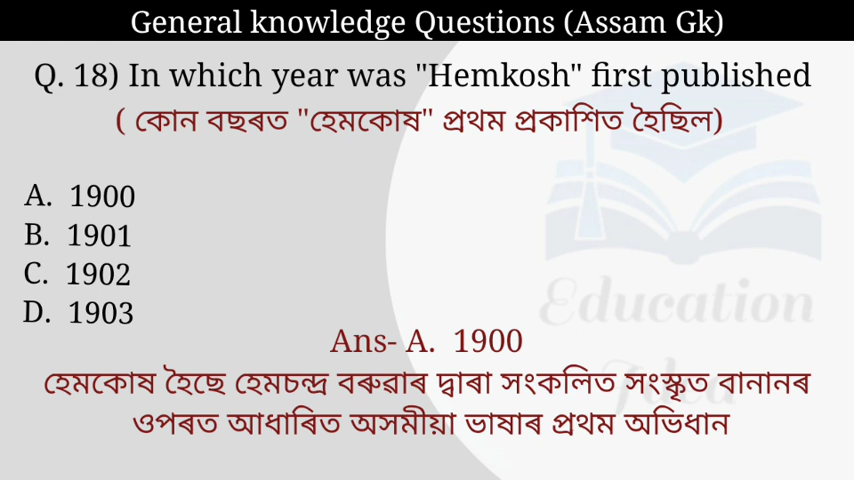 General knowledge Questions (Assam Gk)
Q. 18) In which year was "Hemkosh" first published
( কোন বছৰত "হেমকোষ" প্ৰথম প্ৰকাশিত হৈছিল)
A. 1900
B. 1901
C. 1902
D. 1903
Education
Idea
Ans- A. 1900
হেমকোষ হৈছে হেমচন্দ্ৰ বৰুৱাৰ দ্বাৰা সংকলিত সংস্কৃত বানানৰ
ওপৰত আধাৰিত অসমীয়া ভাষাৰ প্ৰথম অভিধান